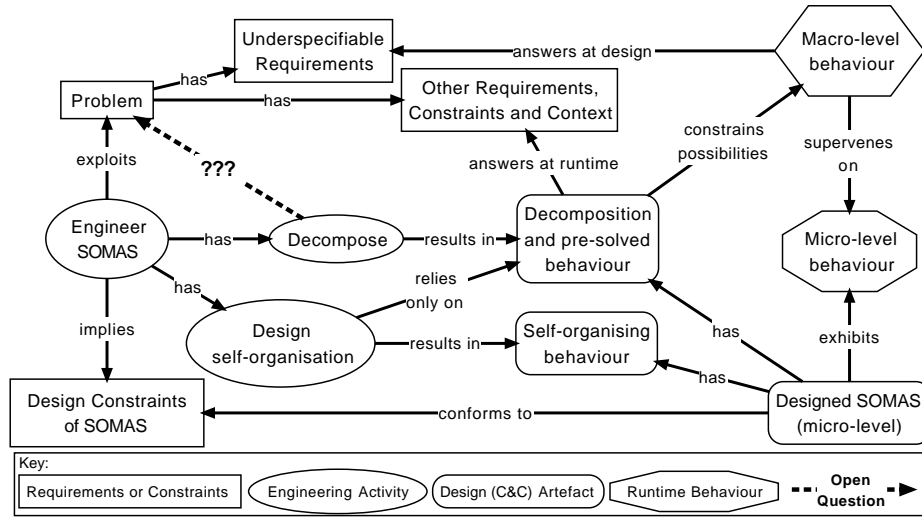 Underspecifiable
Requirements
answers at design
Macro-level
behaviour
has
Problem
has
Other Requirements,
Constraints and Context
constrains
possibilities
supervenes
on
exploits
???
answers at runtime
Engineer
SOMAS
has
Decompose
results in
Decomposition
and pre-solved
behaviour
Micro-level
behaviour
has
relies
only on
implies
Design
self-organisation
results in
Self-organising
behaviour
has
exhibits
has
Design Constraints
of SOMAS
conforms to
Designed SOMAS
(micro-level)
Key:
Requirements or Constraints
Engineering Activity
Design (C&C) Artefact
Runtime Behaviour
Open
Question